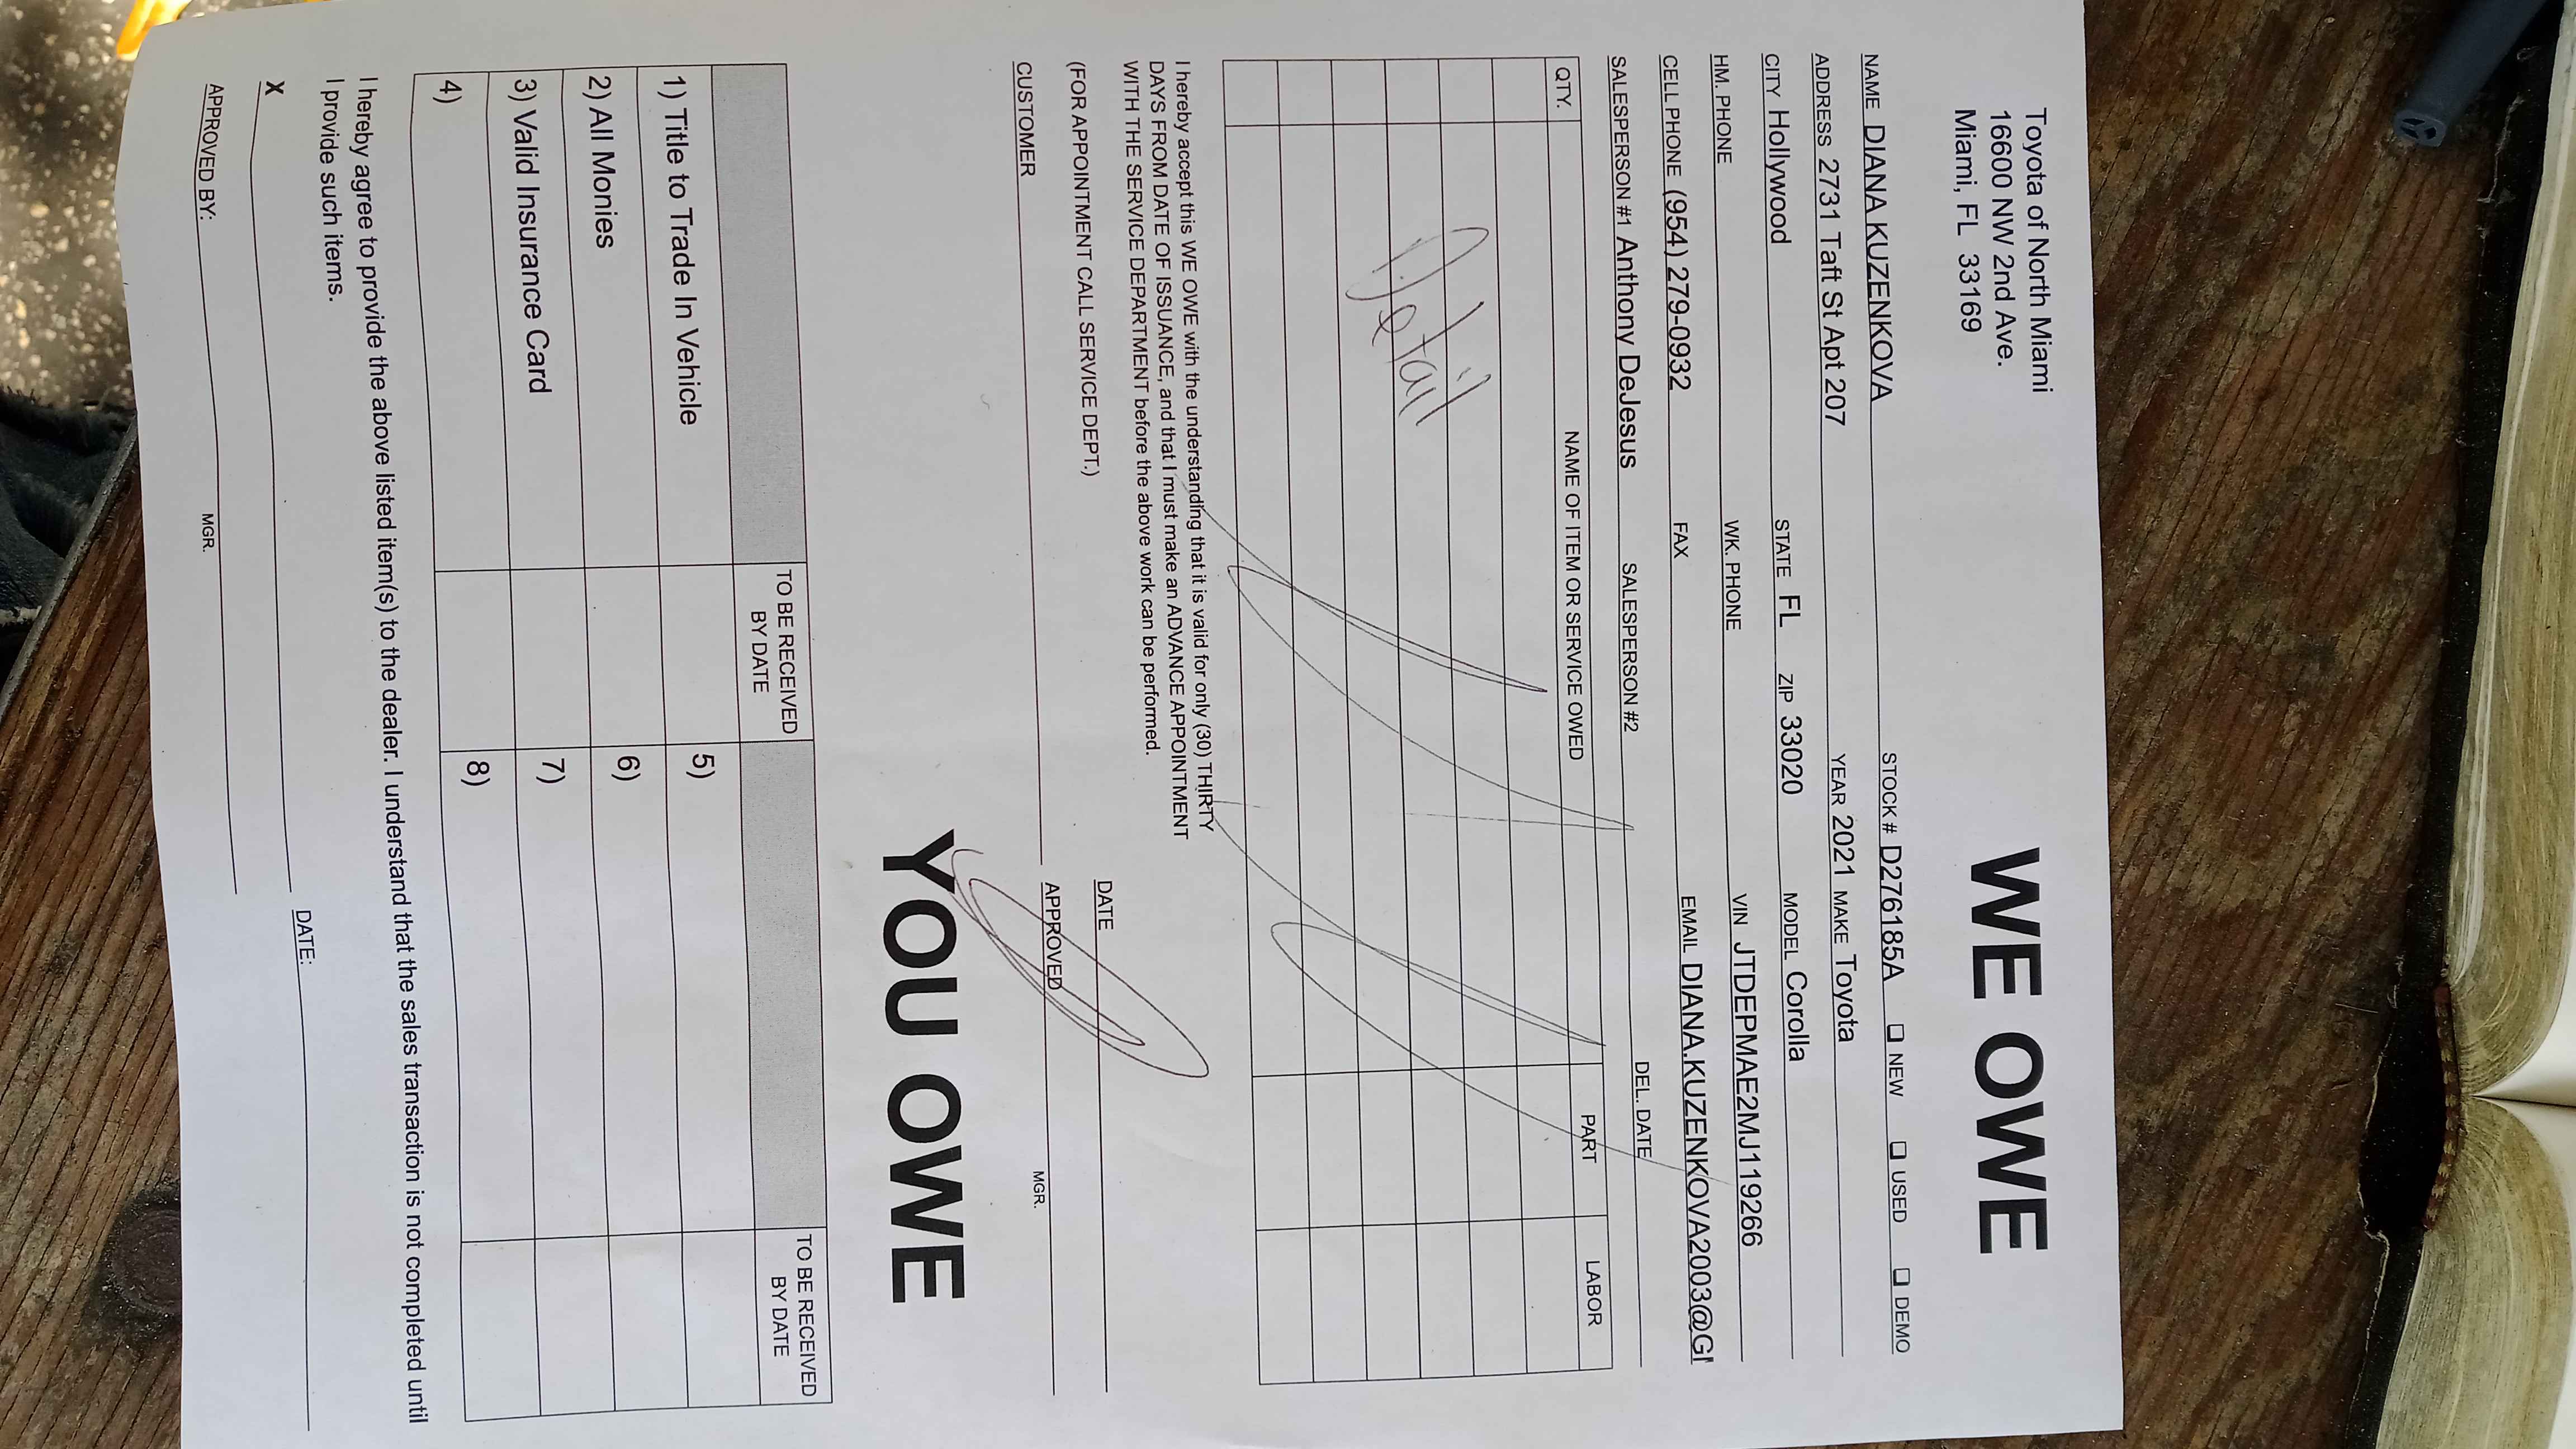 Toyota of North Miami
16600 NW 2nd Ave.
Miami, FL 33169
WE OWE
NAME DIANA KUZENKOVA STOCK # D276185A ❑ NEW ❑ USED ❑ DEMO
ADDRESS 2731 Taft St Apt 207 YEAR 2021 MAKE Toyota
CITY Hollywood STATE FL ZIP 33020 MODEL Corolla
HM. PHONE WK. PHONE VIN JTDEPMAE2MJ119266
CELL PHONE (954) 279-0932 FAX EMAIL DIANA.KUZENKOVA2003@G
SALESPERSON #1 Anthony DeJesus SALESPERSON #2 DEL. DATE
QTY. NAME OF ITEM OR SERVICE OWED PART LABOR
Detail
I hereby accept this WE OWE with the understanding that it is valid for only (30) THIRTY
DAYS FROM DATE OF ISSUANCE, and that I must make an ADVANCE APPOINTMENT
WITH THE SERVICE DEPARTMENT before the above work can be performed.
DATE
(FOR APPOINTMENT CALL SERVICE DEPT.)
CUSTOMER APPROVED MGR.
YOU OWE
TO BE RECEIVED BY DATE TO BE RECEIVED BY DATE
1) Title to Trade In Vehicle 5)
2) All Monies 6)
3) Valid Insurance Card 7)
4) 8)
I hereby agree to provide the above listed item(s) to the dealer. I understand that the sales transaction is not completed until
I provide such items.
X DATE:
APPROVED BY: MGR.